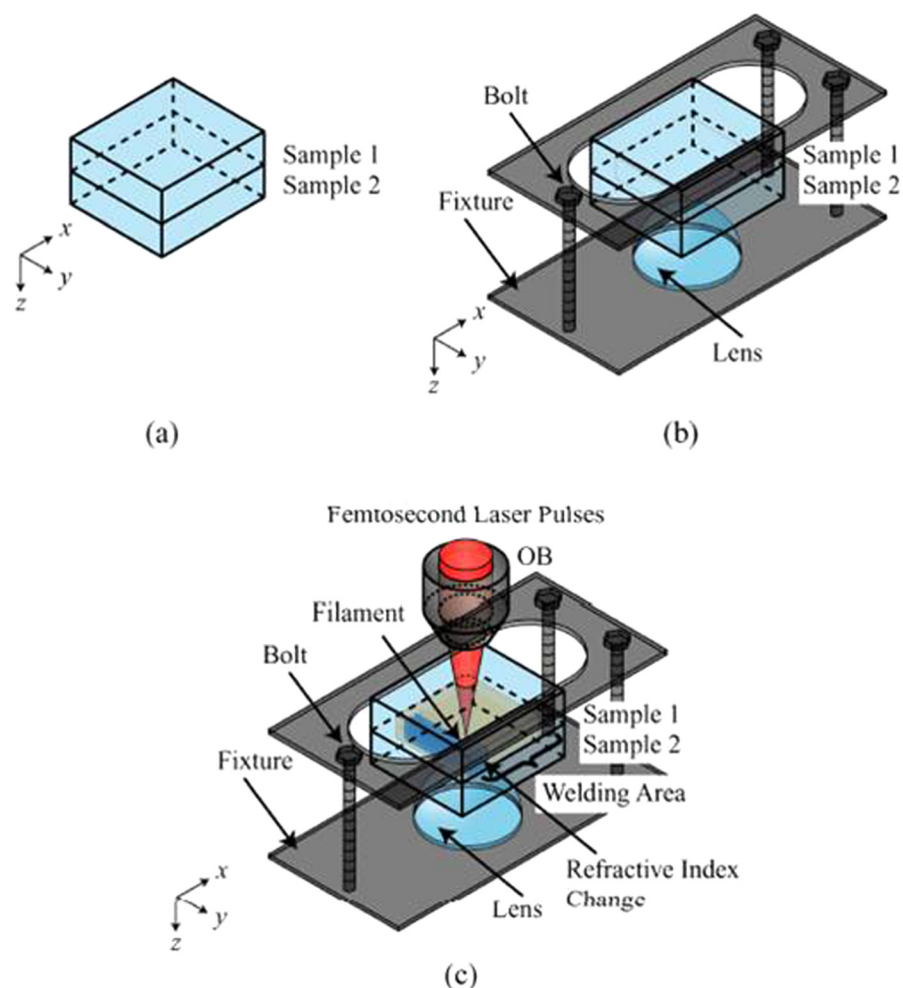 Sample 1
Sample 2
x
y
z
(a)
Bolt
Fixture
Sample 1
Sample 2
Lens
x
y
z
(b)
Femtosecond Laser Pulses
OB
Filament
Bolt
Fixture
Sample 1
Sample 2
Welding Area
Refractive Index
Change
Lens
x
y
z
(c)